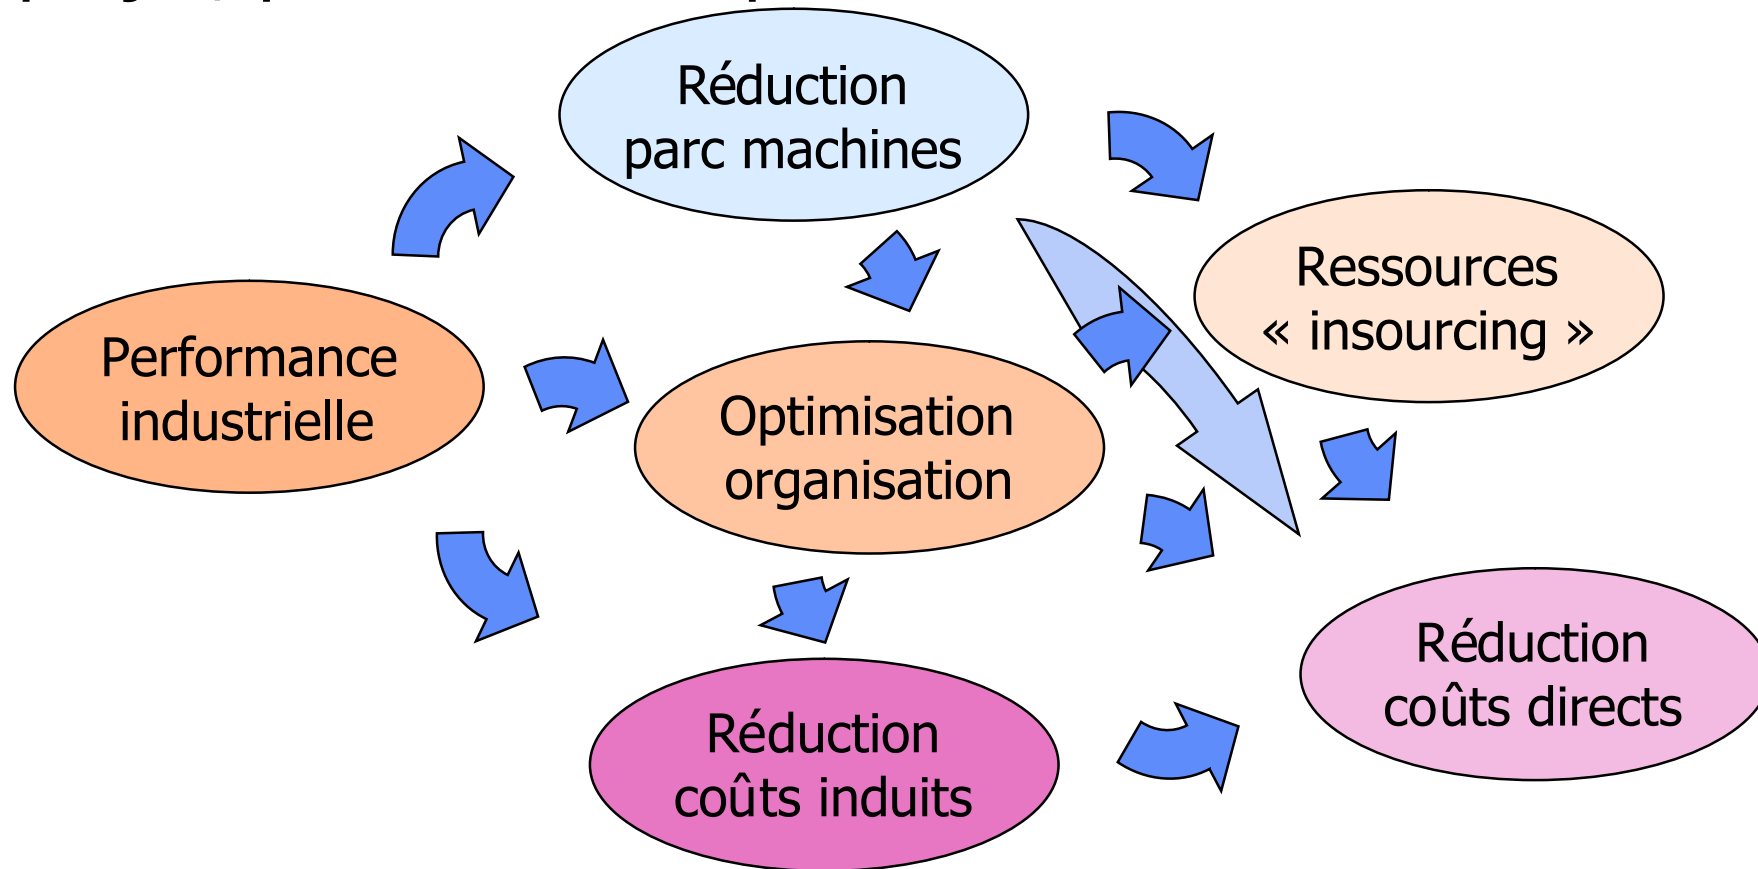 Réduction
parc machines
Ressources
« insourcing »
Performance
industrielle
Optimisation
organisation
Réduction
coûts directs
Réduction
coûts induits